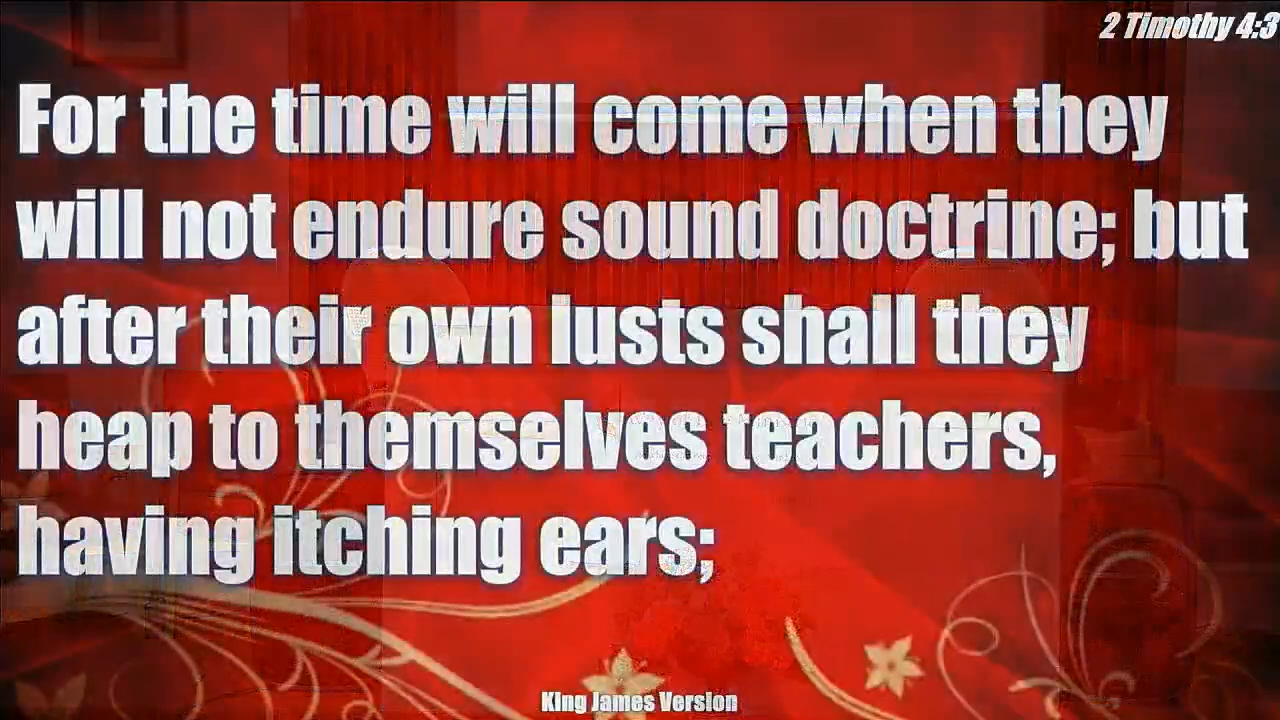 2 Timothy 4:3
For the time will come when they
will not endure sound doctrine; but
after their own lusts shall they
heap to themselves teachers,
having itching ears;
King James Version